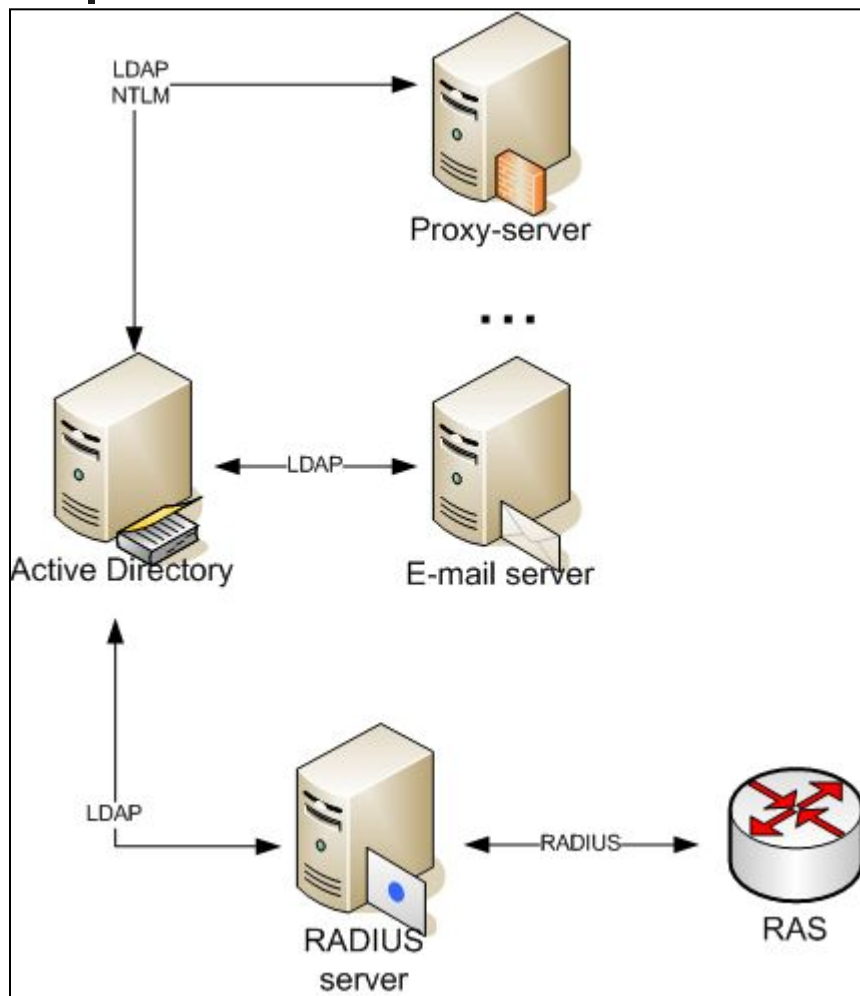 LDAP
NTLM
Proxy-server
...
Active Directory
LDAP
E-mail server
LDAP
RADIUS
server
RADIUS
RAS